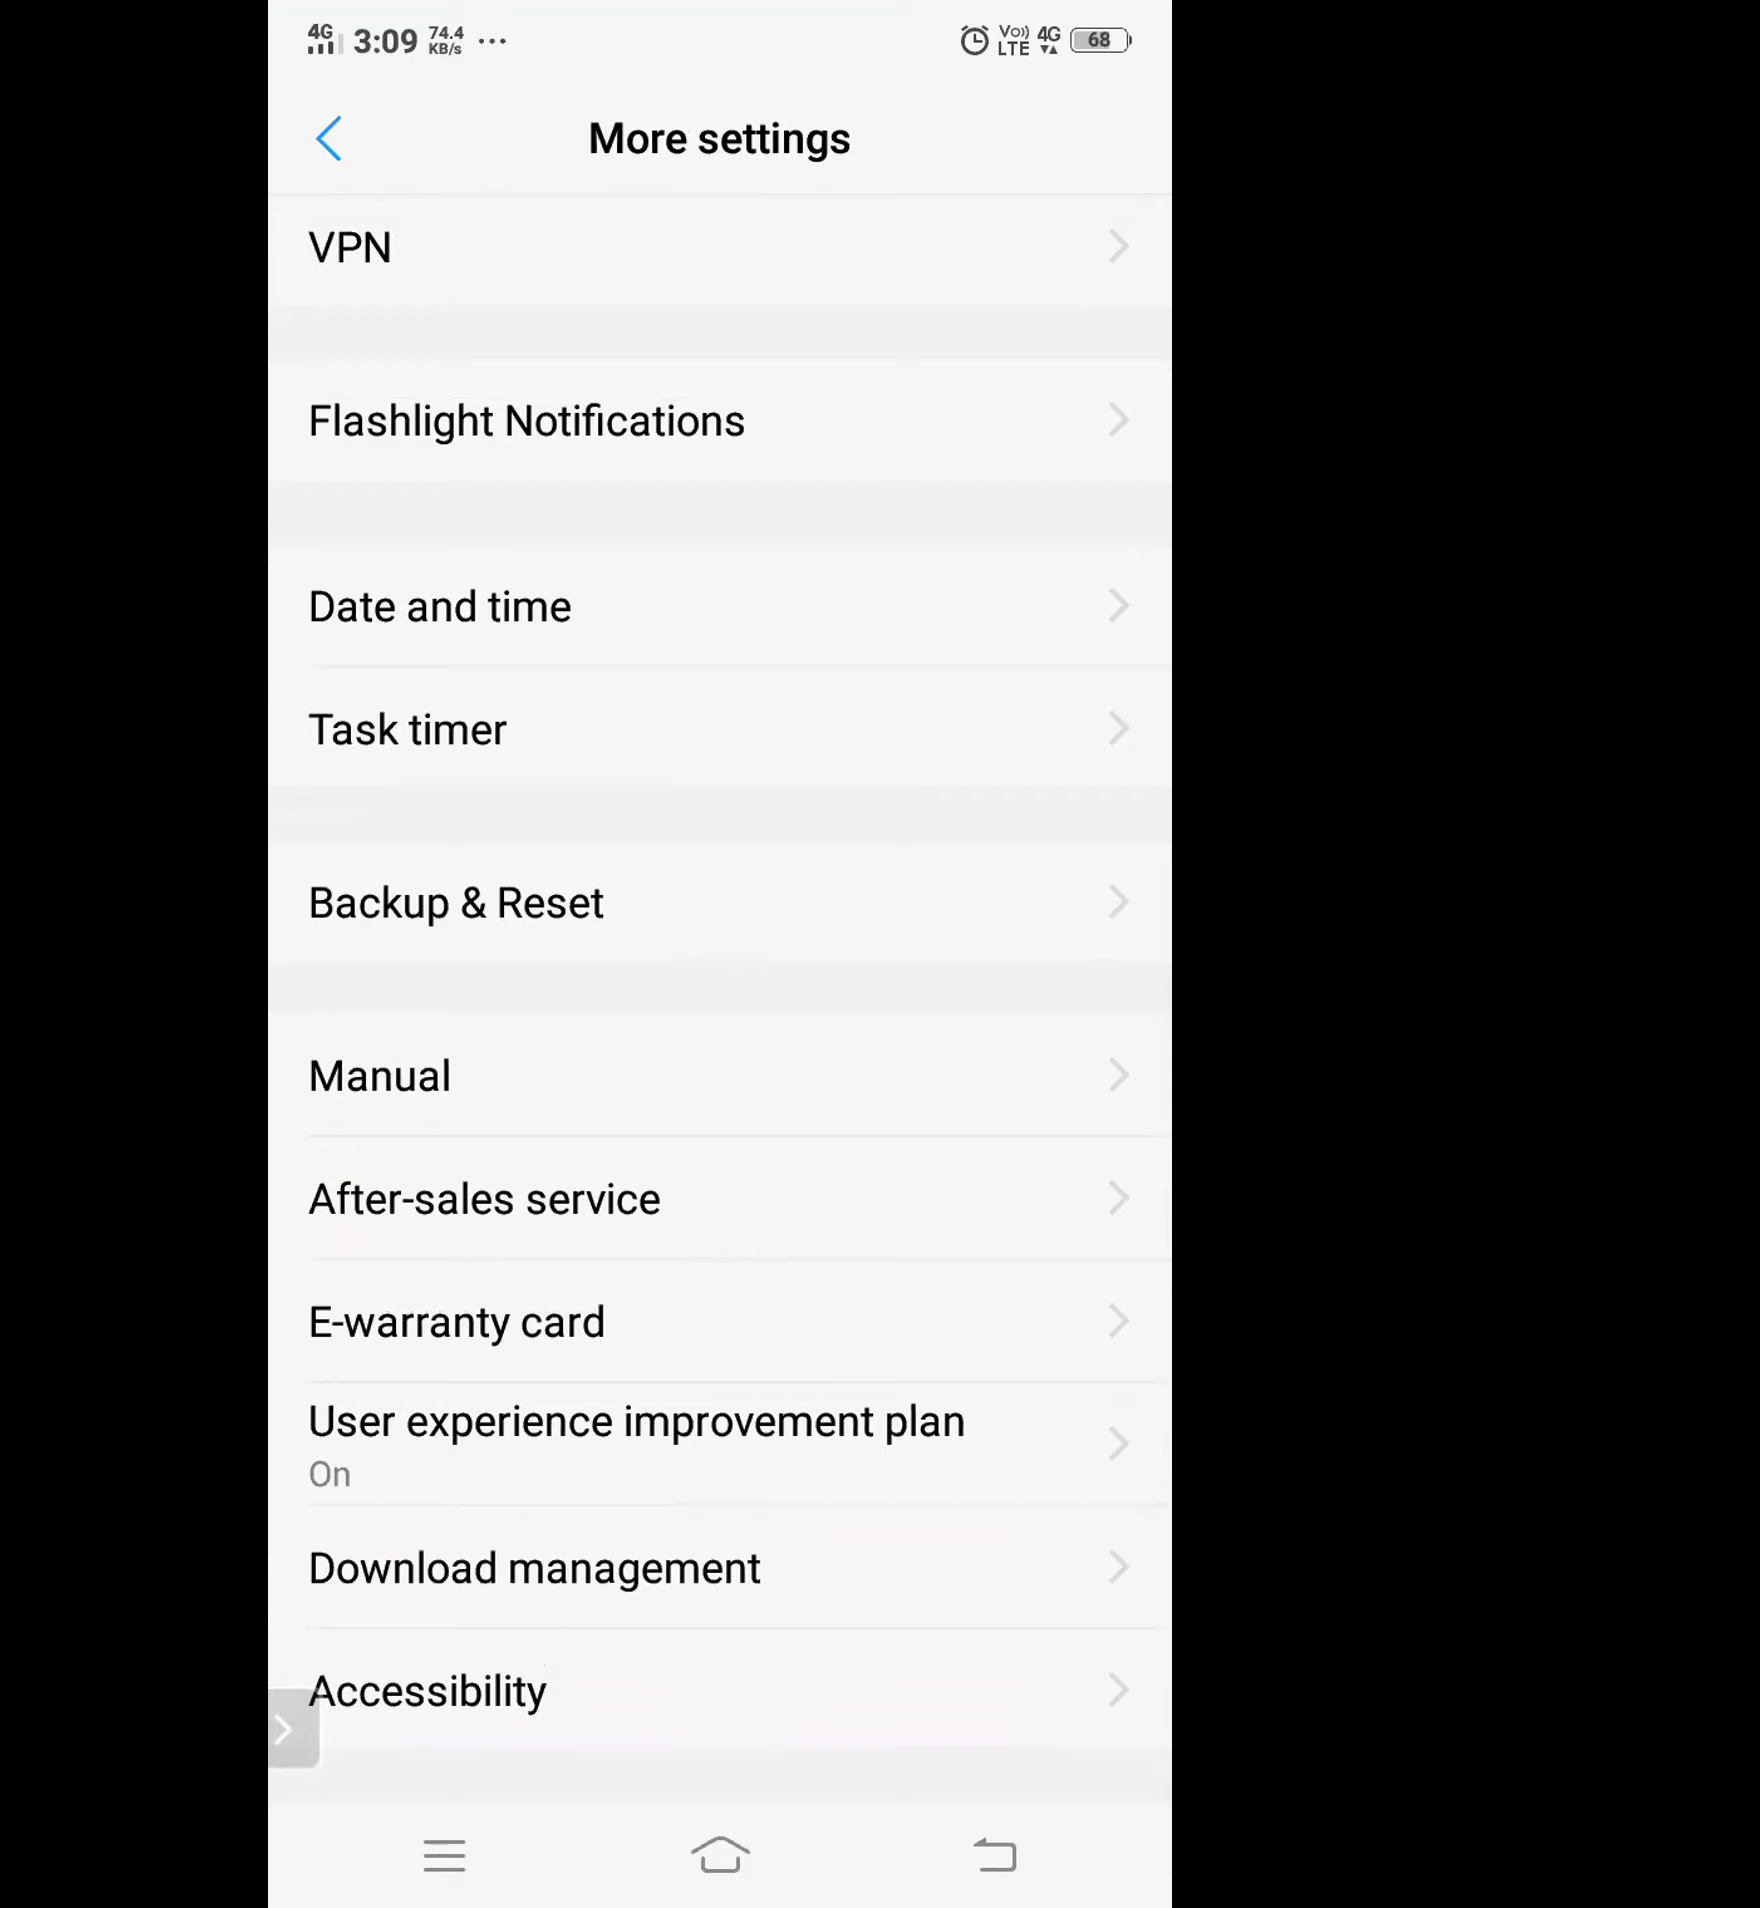 4G 3:09 74.4 KB/s ... Vo)) LTE 4G 68
More settings
VPN
Flashlight Notifications
Date and time
Task timer
Backup & Reset
Manual
After-sales service
E-warranty card
User experience improvement plan
On
Download management
Accessibility